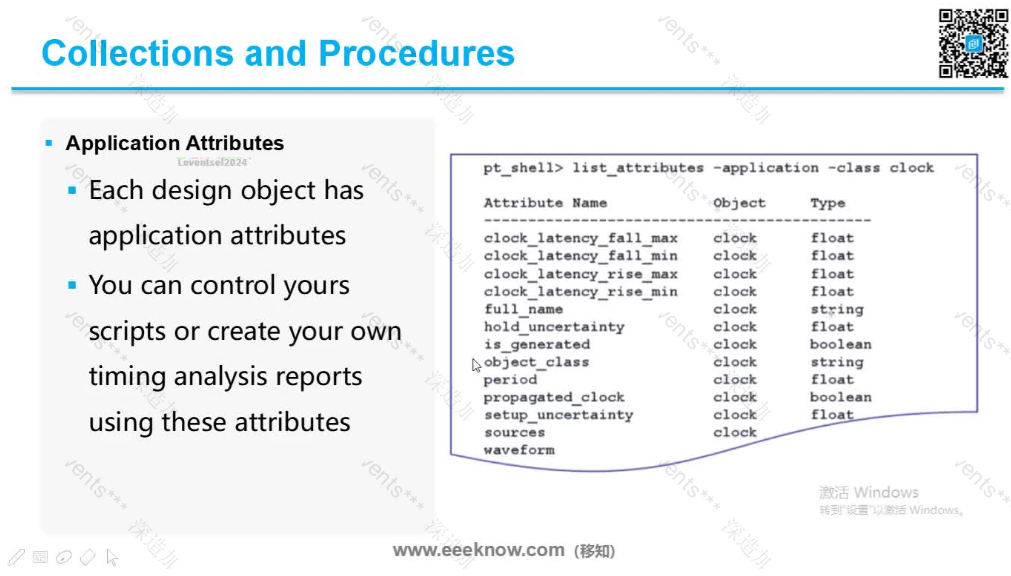 Collections and Procedures
Application Attributes
Leventsel2024
Each design object has
application attributes
You can control yours
scripts or create your own
timing analysis reports
using these attributes
pt_shell> list_attributes -application -class clock
Attribute Name Object Type
----------------------------------------------
clock_latency_fall_max clock float
clock_latency_fall_min clock float
clock_latency_rise_max clock float
clock_latency_rise_min clock float
full_name clock string
hold_uncertainty clock float
is_generated clock boolean
object_class clock string
period clock float
propagated_clock clock boolean
setup_uncertainty clock float
sources clock
waveform
激活 Windows
转到"设置"以激活 Windows。
www.eeeknow.com（移知）